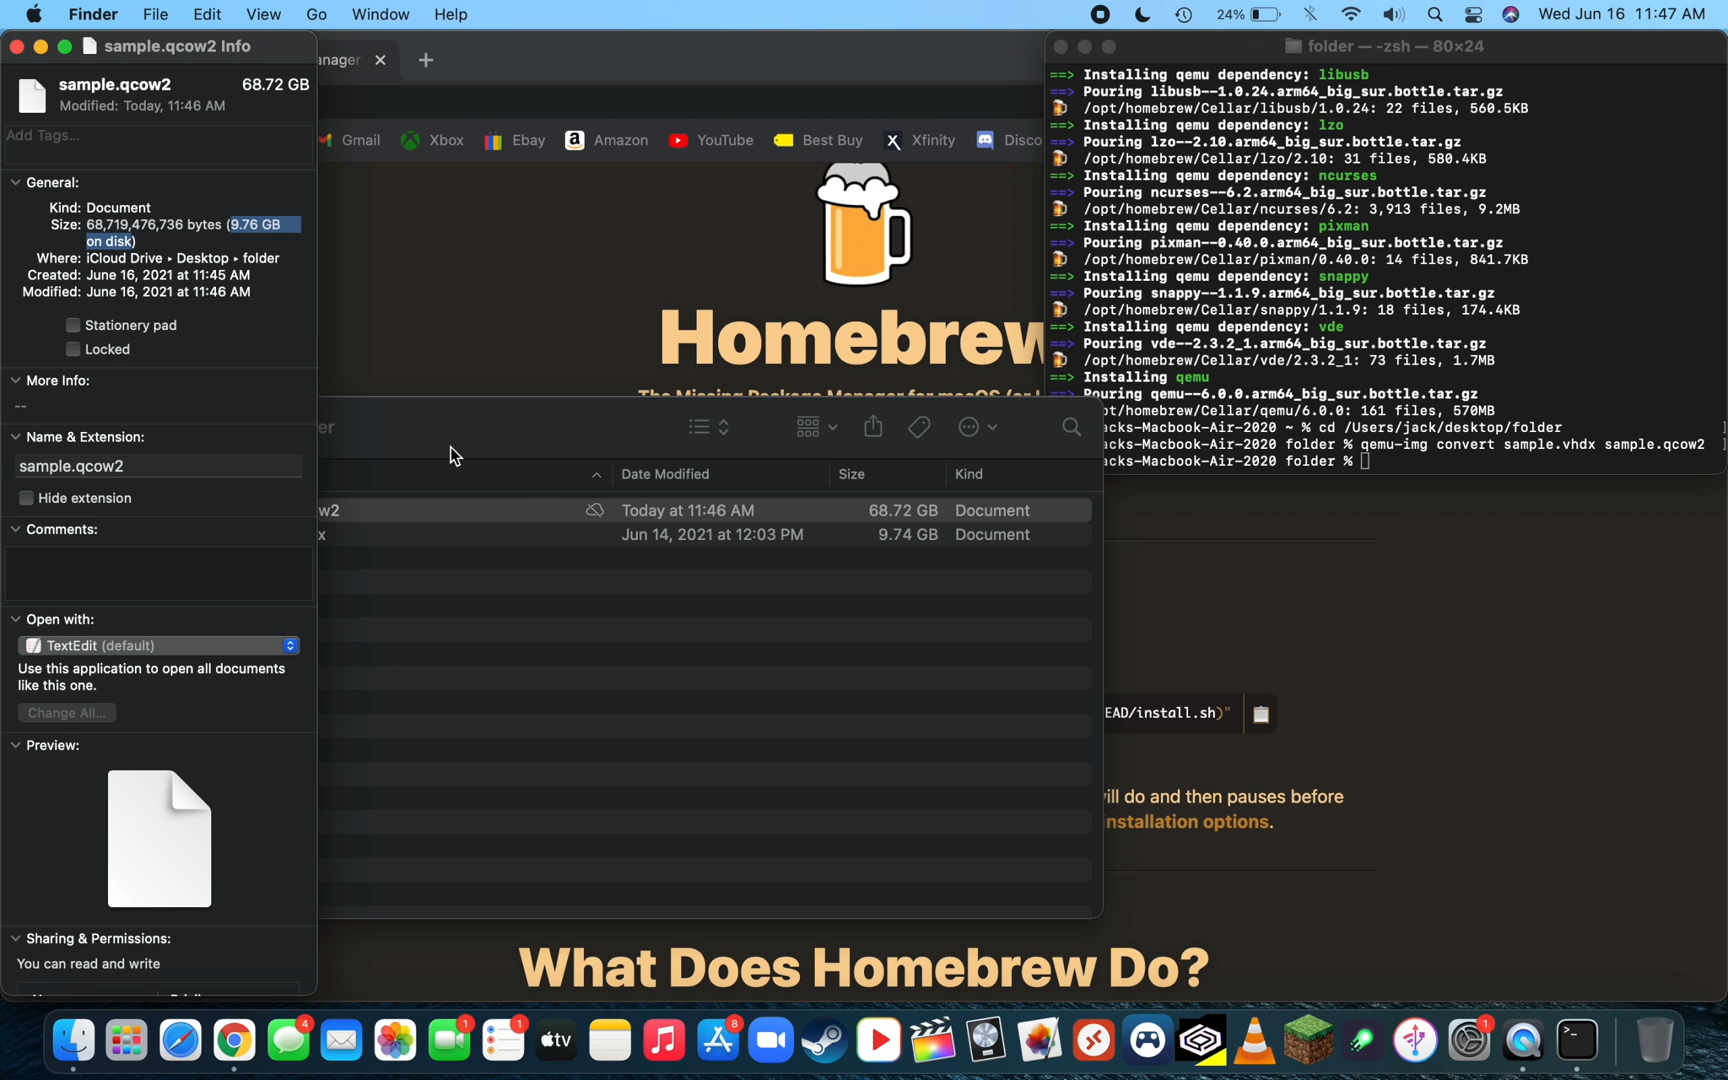 Finder File Edit View Go Window Help 24% Wed Jun 16 11:47 AM
sample.qcow2 Info
sample.qcow2 68.72 GB
Modified: Today, 11:46 AM
Add Tags...
General:
Kind: Document
Size: 68,719,476,736 bytes (9.76 GB
on disk)
Where: iCloud Drive ▸ Desktop ▸ folder
Created: June 16, 2021 at 11:45 AM
Modified: June 16, 2021 at 11:46 AM
Stationery pad
Locked
More Info:
--
Name & Extension:
sample.qcow2
Hide extension
Comments:
Open with:
TextEdit (default)
Use this application to open all documents
like this one.
Change All...
Preview:
Sharing & Permissions:
You can read and write
anager
Gmail Xbox Ebay Amazon YouTube Best Buy Xfinity Disco
Homebrew
er
Date Modified Size Kind
w2 Today at 11:46 AM 68.72 GB Document
x Jun 14, 2021 at 12:03 PM 9.74 GB Document
folder — -zsh — 80×24
==> Installing qemu dependency: libusb
==> Pouring libusb--1.0.24.arm64_big_sur.bottle.tar.gz
🍺 /opt/homebrew/Cellar/libusb/1.0.24: 22 files, 560.5KB
==> Installing qemu dependency: lzo
==> Pouring lzo--2.10.arm64_big_sur.bottle.tar.gz
🍺 /opt/homebrew/Cellar/lzo/2.10: 31 files, 580.4KB
==> Installing qemu dependency: ncurses
==> Pouring ncurses--6.2.arm64_big_sur.bottle.tar.gz
🍺 /opt/homebrew/Cellar/ncurses/6.2: 3,913 files, 9.2MB
==> Installing qemu dependency: pixman
==> Pouring pixman--0.40.0.arm64_big_sur.bottle.tar.gz
🍺 /opt/homebrew/Cellar/pixman/0.40.0: 14 files, 841.7KB
==> Installing qemu dependency: snappy
==> Pouring snappy--1.1.9.arm64_big_sur.bottle.tar.gz
🍺 /opt/homebrew/Cellar/snappy/1.1.9: 18 files, 174.4KB
==> Installing qemu dependency: vde
==> Pouring vde--2.3.2_1.arm64_big_sur.bottle.tar.gz
🍺 /opt/homebrew/Cellar/vde/2.3.2_1: 73 files, 1.7MB
==> Installing qemu
==> Pouring qemu--6.0.0.arm64_big_sur.bottle.tar.gz
pt/homebrew/Cellar/qemu/6.0.0: 161 files, 570MB
acks-Macbook-Air-2020 ~ % cd /Users/jack/desktop/folder
acks-Macbook-Air-2020 folder % qemu-img convert sample.vhdx sample.qcow2
acks-Macbook-Air-2020 folder %
EAD/install.sh)"
ill do and then pauses before
nstallation options.
What Does Homebrew Do?
4 1 1 tv 8 1